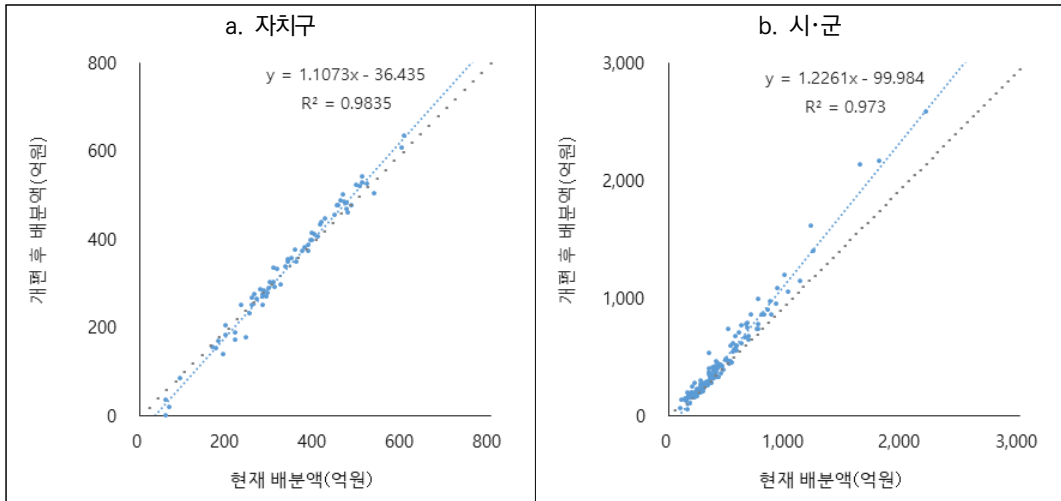 a. 자치구
800
600
400
200
0
0 200 400 600 800
y = 1.1073x - 36.435
R² = 0.9835
개편 후 배분액(억원)
현재 배분액(억원)
b. 시·군
3,000
2,000
1,000
0
0 1,000 2,000 3,000
y = 1.2261x - 99.984
R² = 0.973
개편 후 배분액(억원)
현재 배분액(억원)